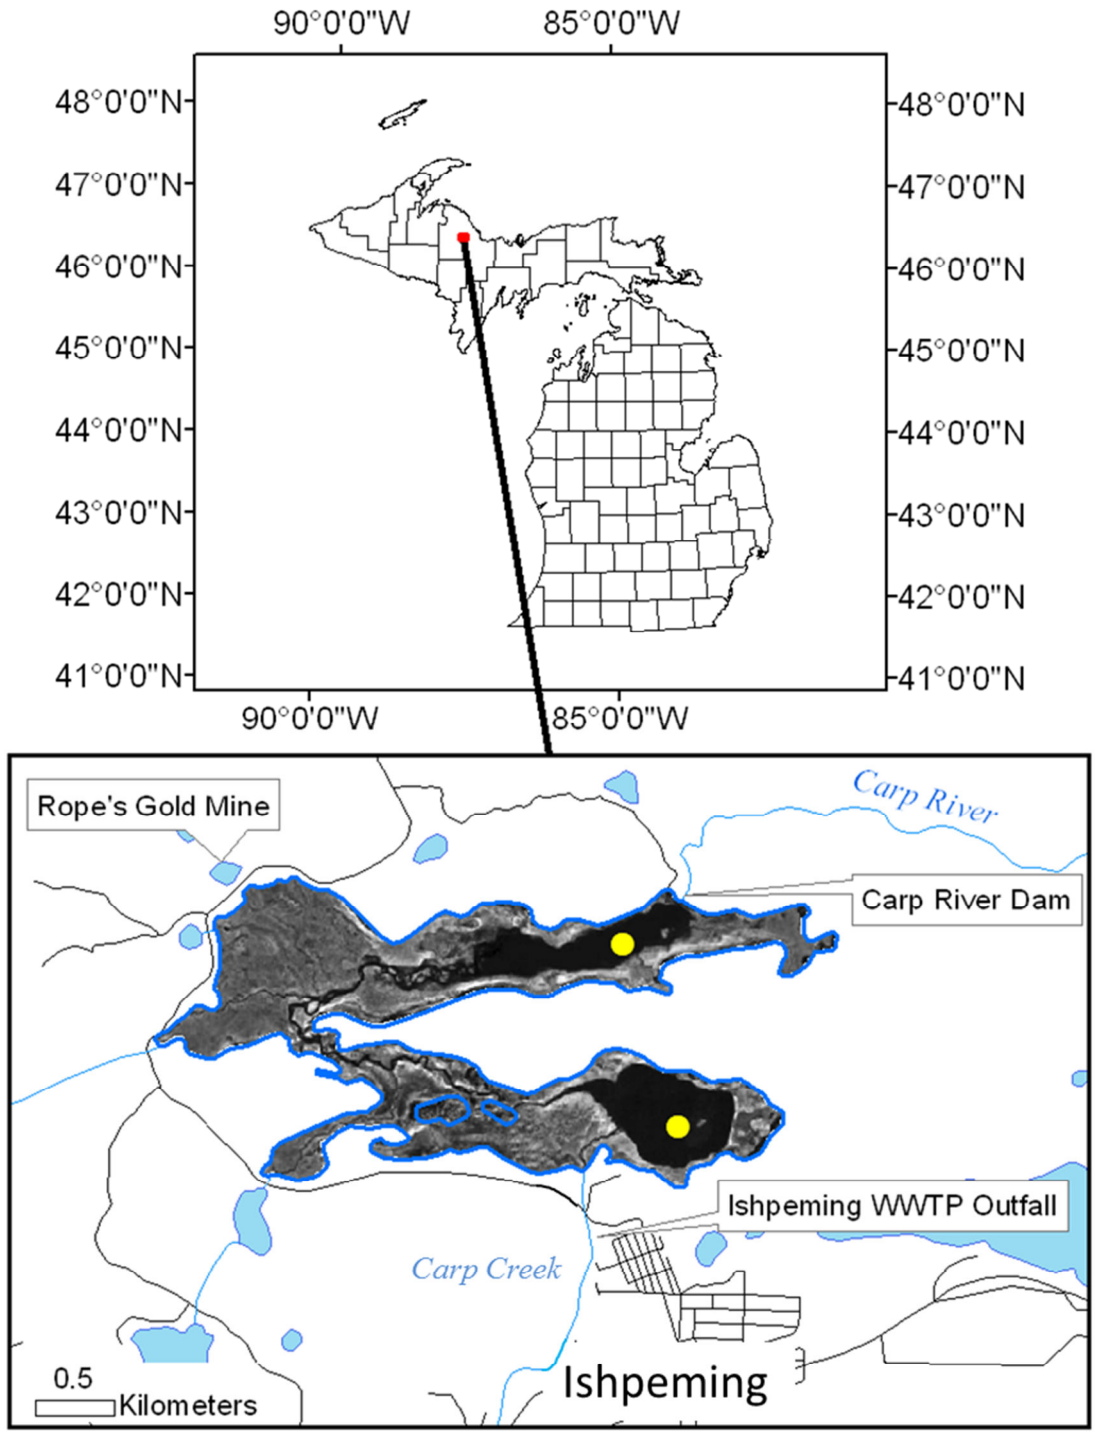 90°0'0"W 85°0'0"W
48°0'0"N 48°0'0"N
47°0'0"N 47°0'0"N
46°0'0"N 46°0'0"N
45°0'0"N 45°0'0"N
44°0'0"N 44°0'0"N
43°0'0"N 43°0'0"N
42°0'0"N 42°0'0"N
41°0'0"N 41°0'0"N
90°0'0"W 85°0'0"W
Carp River
Rope's Gold Mine
Carp River Dam
Ishpeming WWTP Outfall
Carp Creek
Ishpeming
0.5
Kilometers